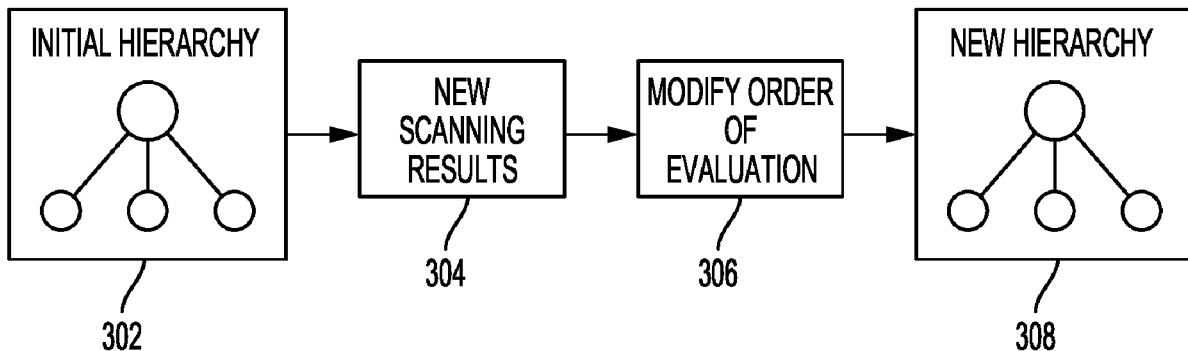 INITIAL HIERARCHY
NEW
SCANNING
RESULTS
MODIFY ORDER
OF
EVALUATION
NEW HIERARCHY
302
304
306
308